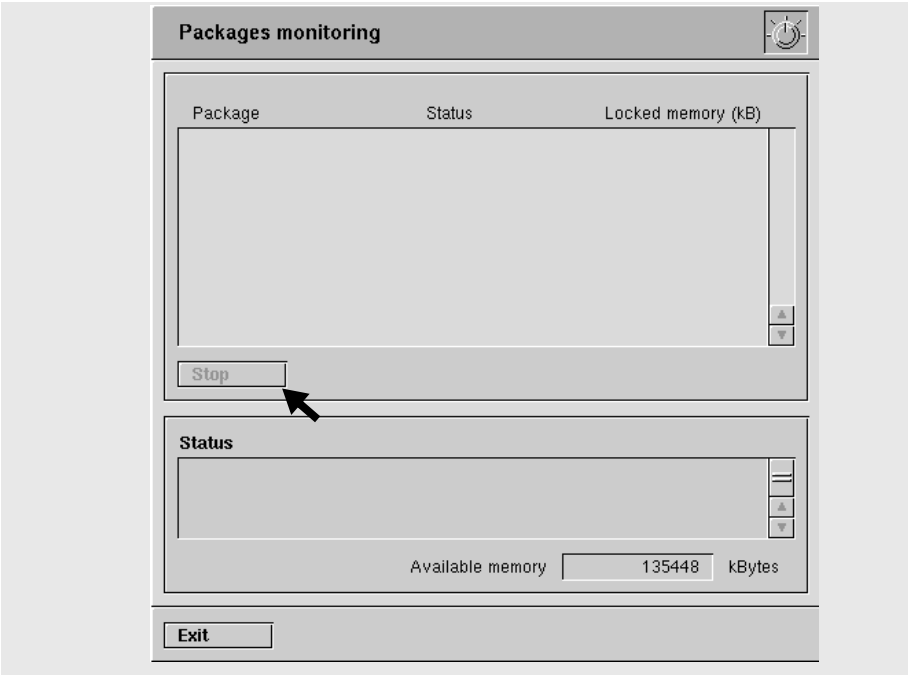 Packages monitoring
Package Status Locked memory (kB)
Stop
Status
Available memory 135448 kBytes
Exit